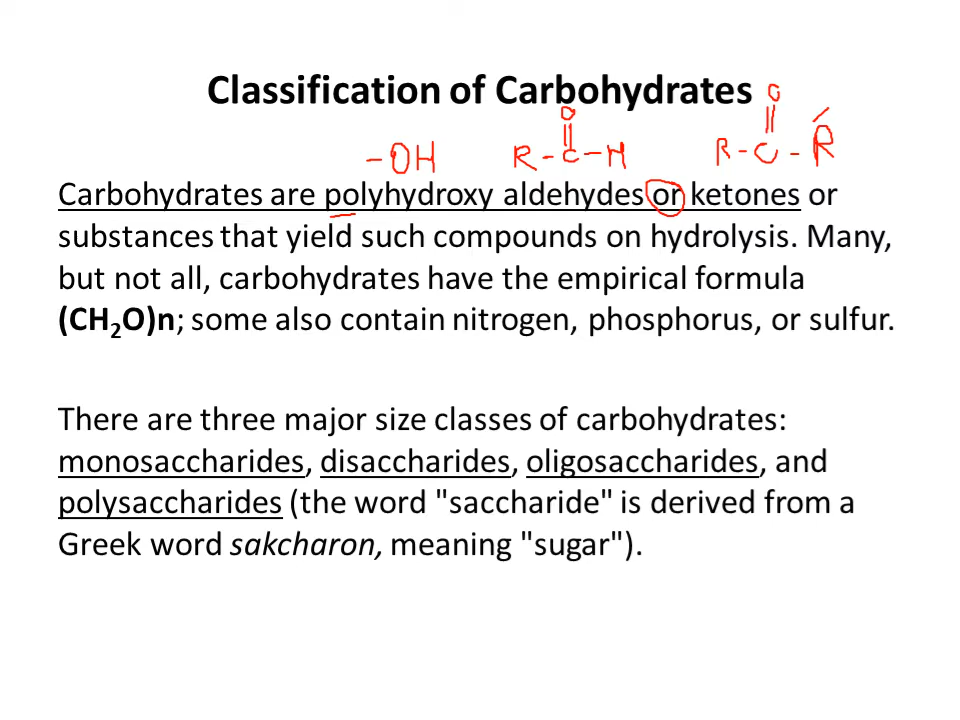 Classification of Carbohydrates
-OH R-C-H R-C-R'
O O
Carbohydrates are polyhydroxy aldehydes or ketones or
substances that yield such compounds on hydrolysis. Many,
but not all, carbohydrates have the empirical formula
(CH₂O)n; some also contain nitrogen, phosphorus, or sulfur.
There are three major size classes of carbohydrates:
monosaccharides, disaccharides, oligosaccharides, and
polysaccharides (the word "saccharide" is derived from a
Greek word sakcharon, meaning "sugar").